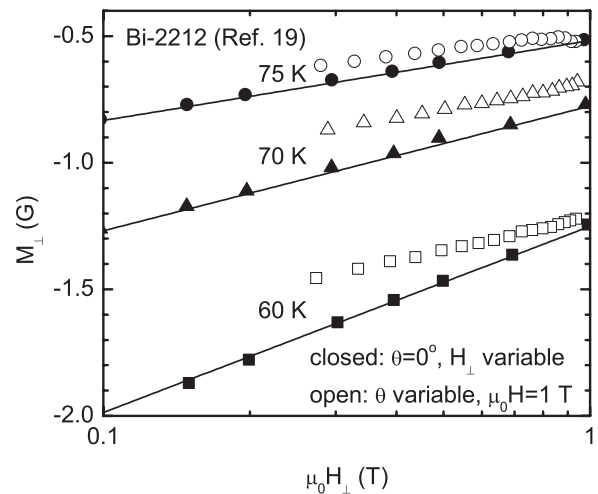 Bi-2212 (Ref. 19)
-0.5
75 K
-1.0
70 K
M⊥ (G)
-1.5
60 K
closed: θ=0°, H⊥ variable
open: θ variable, μ₀H=1 T
-2.0
0.1
1
μ₀H⊥ (T)